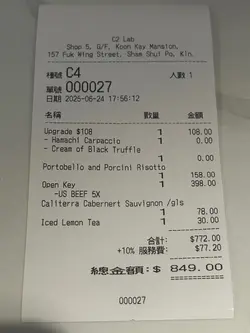 C2 Lab
Shop 5, G/F, Koon Kay Mansion,
157 Fuk Wing Street, Sham Shui Po, Kln.
檯號 C4 人數 1
單號 000027
日期 2025-06-24 17:56:12
名稱 數量 金額
Upgrade $108 1 108.00
- Hamachi Carpaccio 1 0.00
- Cream of Black Truffle
1 0.00
Portobello and Porcini Risotto
1 158.00
Open Key 1 398.00
-US BEEF 5X
Caliterra Cabernert Sauvignon /gls
1 78.00
Iced Lemon Tea 1 30.00
合計: $772.00
+10% 服務費: $77.20
總金額: $ 849.00
000027